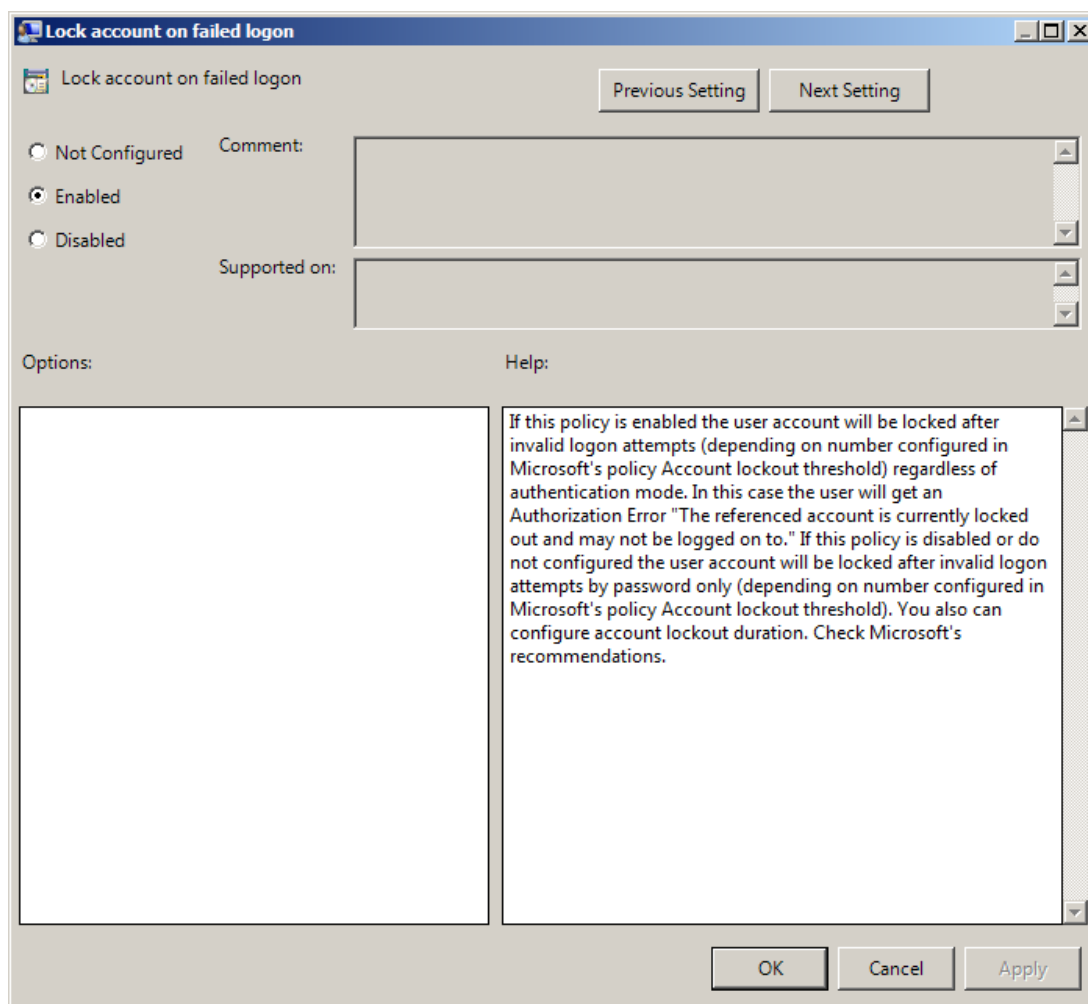 Lock account on failed logon
Lock account on failed logon
Previous Setting
Next Setting
Not Configured
Comment:
Enabled
Disabled
Supported on:
Options:
Help:
If this policy is enabled the user account will be locked after
invalid logon attempts (depending on number configured in
Microsoft's policy Account lockout threshold) regardless of
authentication mode. In this case the user will get an
Authorization Error "The referenced account is currently locked
out and may not be logged on to." If this policy is disabled or do
not configured the user account will be locked after invalid logon
attempts by password only (depending on number configured in
Microsoft's policy Account lockout threshold). You also can
configure account lockout duration. Check Microsoft's
recommendations.
OK
Cancel
Apply